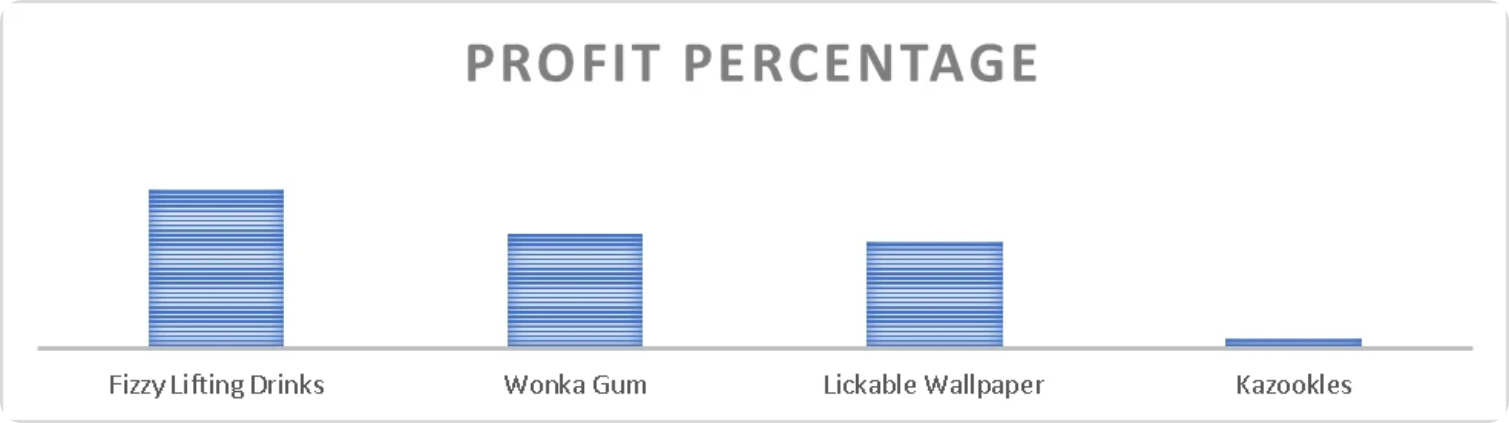 PROFIT PERCENTAGE
Fizzy Lifting Drinks
Wonka Gum
Lickable Wallpaper
Kazookles